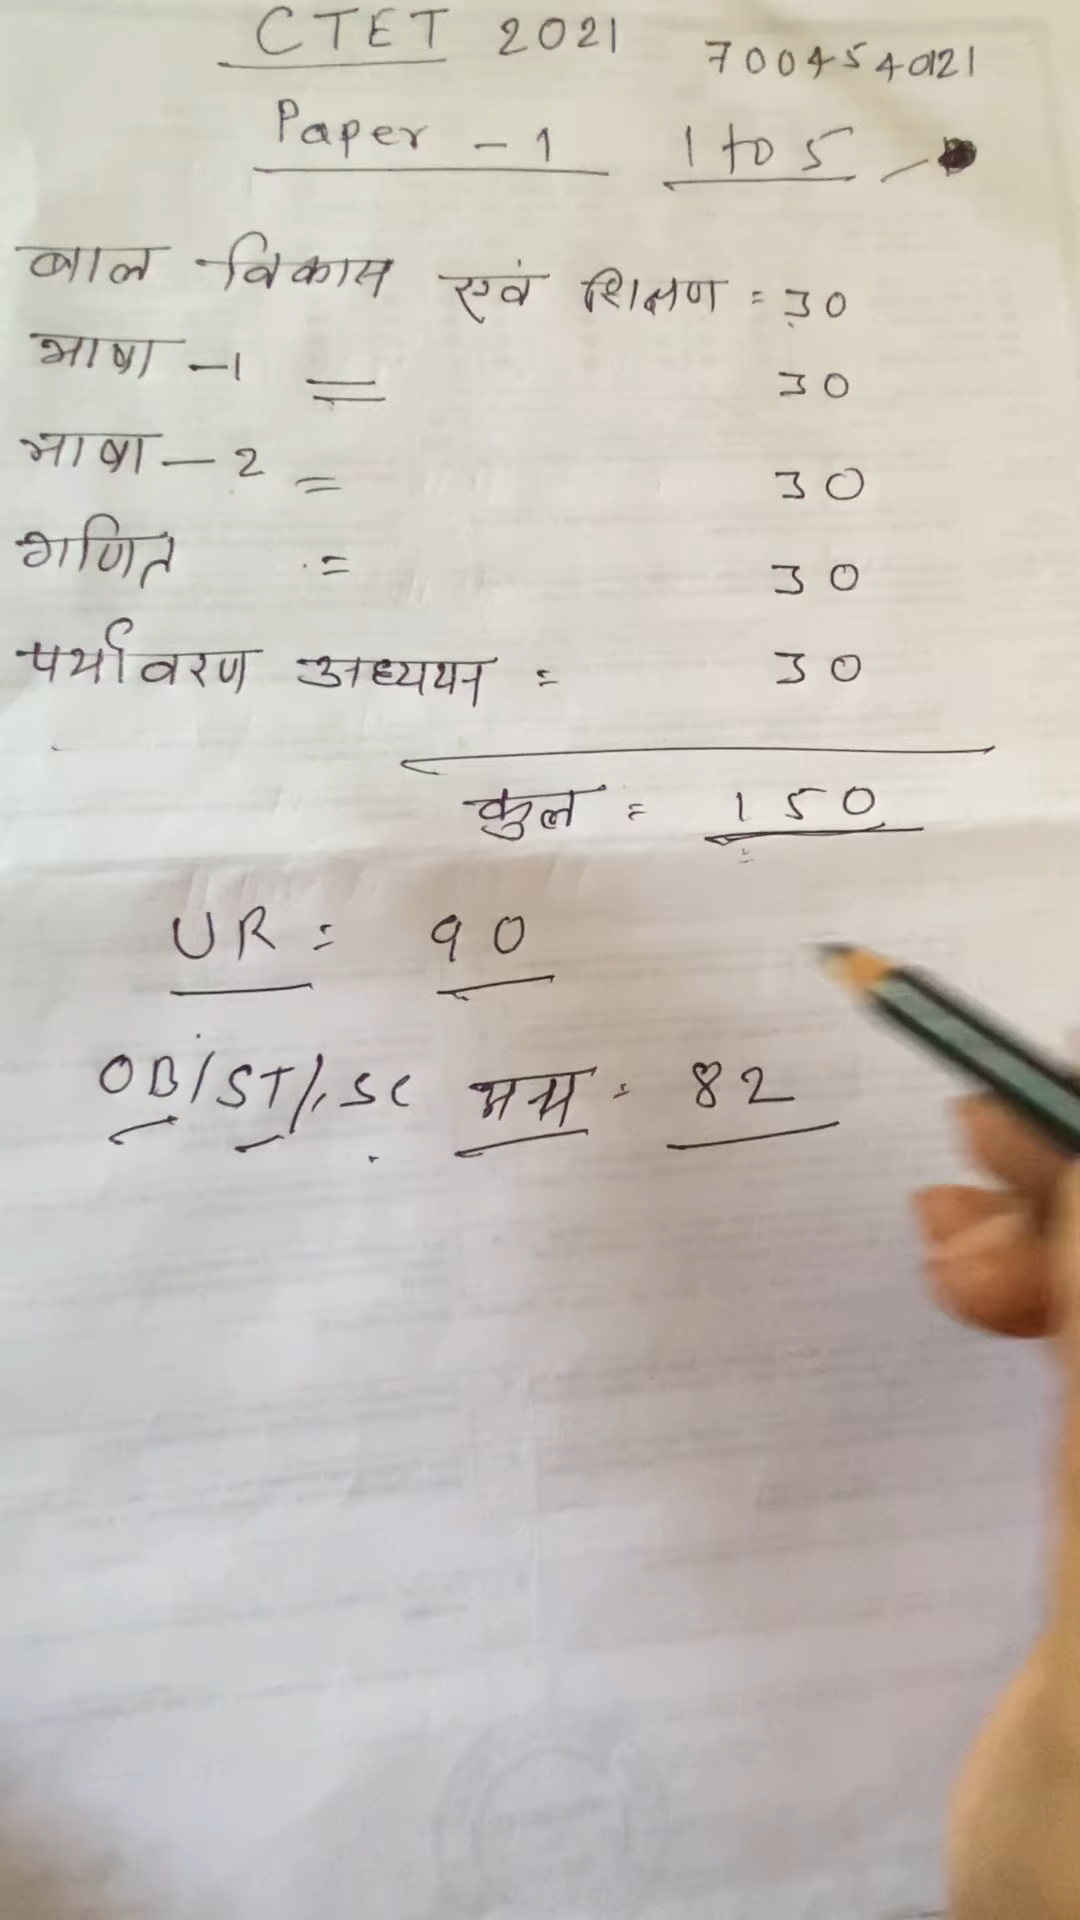 CTET 2021
7004540121
Paper - 1 1 to 5
बाल विकास एवं शिक्षण = 30
भाषा - 1 = 30
भाषा - 2 = 30
गणित = 30
पर्यावरण अध्ययन = 30
कुल = 150
UR = 90
OB/ST/SC = 82